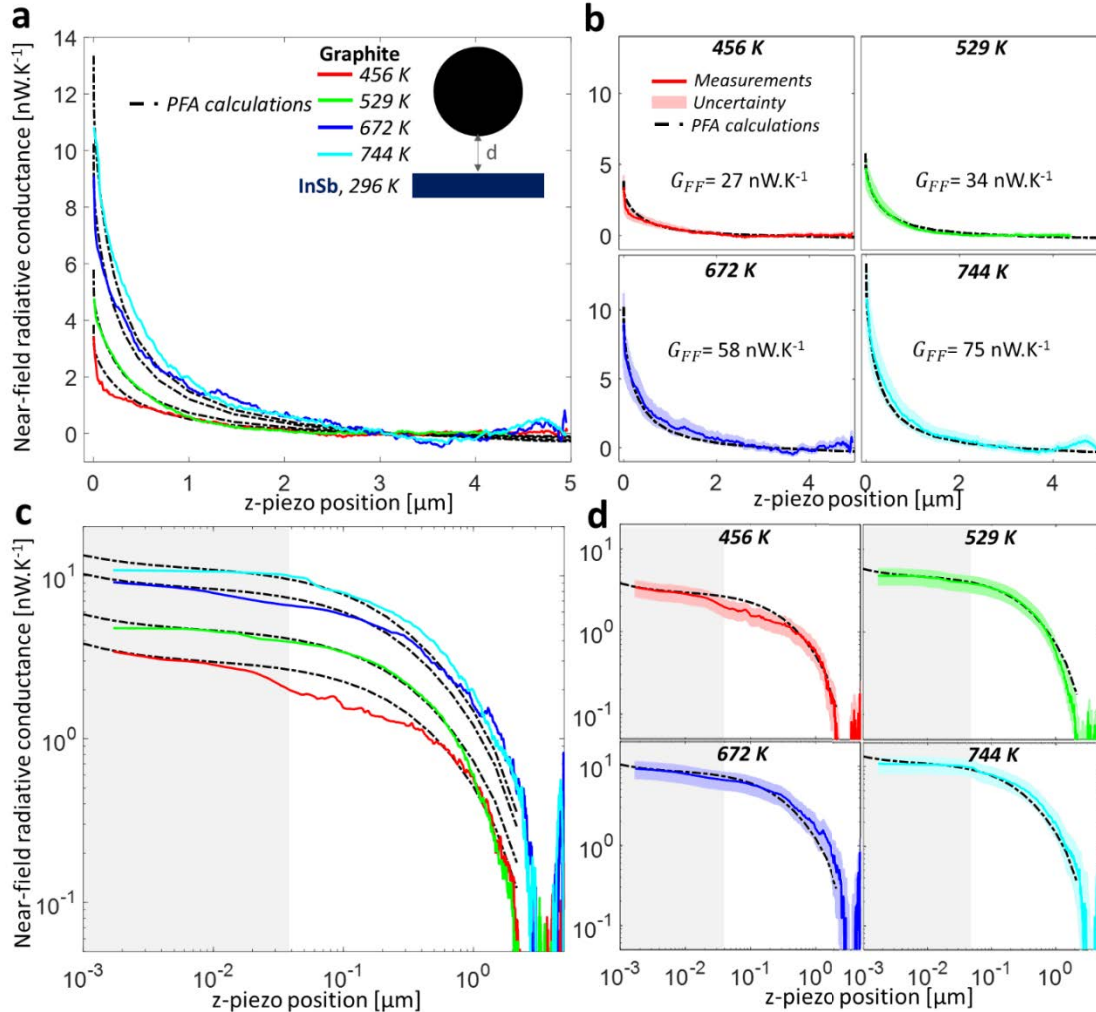 a
Near-field radiative conductance [nW.K⁻¹]
14
12
10
8
6
4
2
0
0
1
2
3
4
5
z-piezo position [µm]
PFA calculations
Graphite
456 K
529 K
672 K
744 K
d
InSb, 296 K
b
456 K
Measurements
Uncertainty
PFA calculations
G_FF= 27 nW.K⁻¹
10
5
0
529 K
G_FF= 34 nW.K⁻¹
672 K
G_FF= 58 nW.K⁻¹
10
5
0
0
2
4
744 K
G_FF= 75 nW.K⁻¹
0
2
4
z-piezo position [µm]
c
Near-field radiative conductance [nW.K⁻¹]
10¹
10⁰
10⁻¹
10⁻³
10⁻²
10⁻¹
10⁰
z-piezo position [µm]
d
456 K
10¹
10⁰
10⁻¹
529 K
672 K
10¹
10⁰
10⁻¹
10⁻³
10⁻²
10⁻¹
10⁰
744 K
10⁻³
10⁻²
10⁻¹
10⁰
z-piezo position [µm]